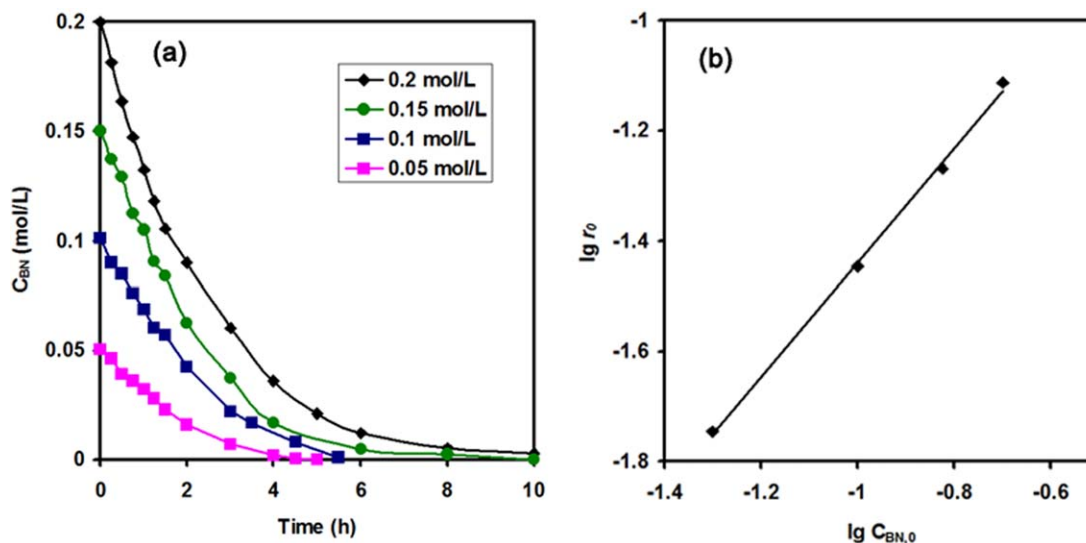 (a)
0.2 mol/L
0.15 mol/L
0.1 mol/L
0.05 mol/L
0.2
0.15
0.1
0.05
0
C_BN (mol/L)
0 2 4 6 8 10
Time (h)
(b)
-1
-1.2
-1.4
-1.6
-1.8
lg r₀
-1.4 -1.2 -1 -0.8 -0.6
lg C_BN,0